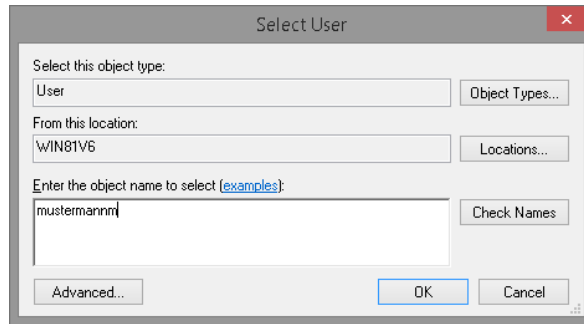 Select User
Select this object type:
User
Object Types...
From this location:
WIN81V6
Locations...
Enter the object name to select (examples):
mustermannm
Check Names
Advanced...
OK
Cancel